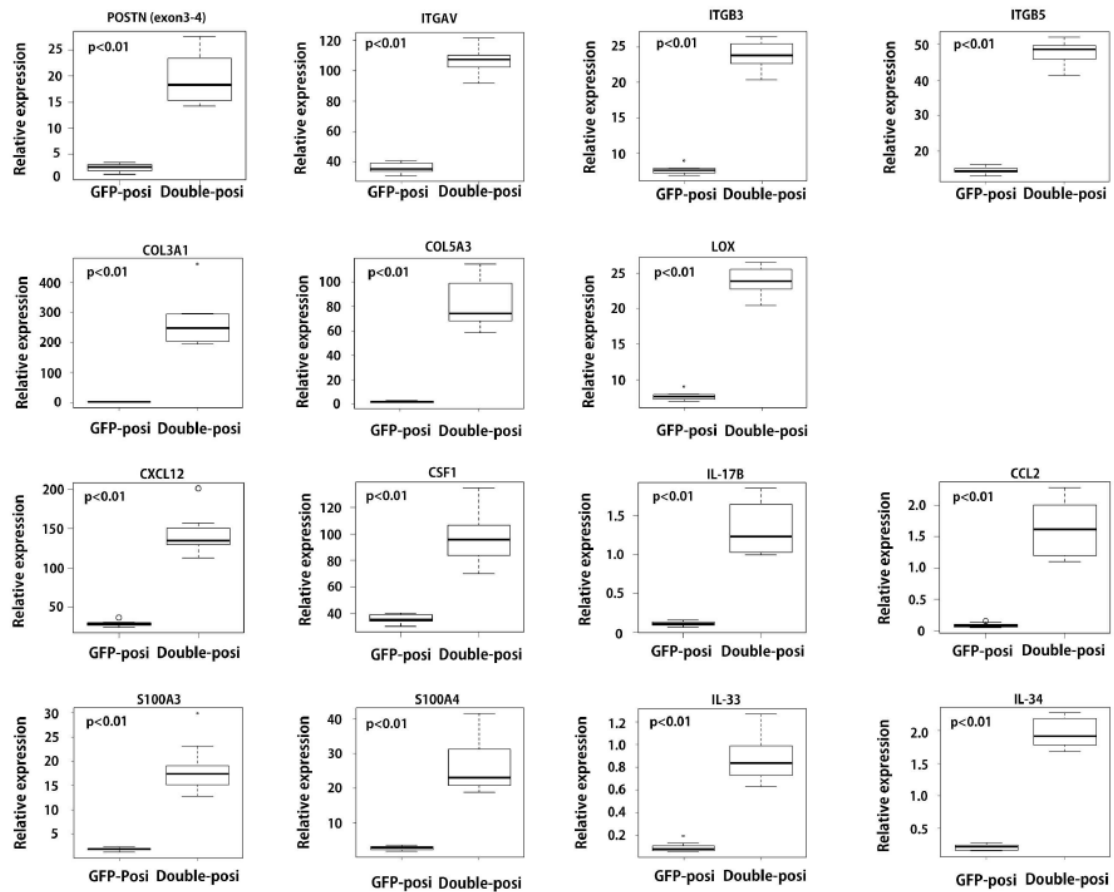 POSTN (exon3-4)
p<0.01
Relative expression
25
20
15
10
5
0
GFP-posi Double-posi
ITGAV
p<0.01
Relative expression
120
100
80
60
40
GFP-posi Double-posi
ITGB3
p<0.01
Relative expression
25
20
15
10
GFP-posi Double-posi
ITGB5
p<0.01
Relative expression
50
40
30
20
GFP-posi Double-posi
COL3A1
p<0.01
Relative expression
400
300
200
100
0
GFP-posi Double-posi
COL5A3
p<0.01
Relative expression
100
80
60
40
20
0
GFP-posi Double-posi
LOX
p<0.01
Relative expression
25
20
15
10
GFP-posi Double-posi
CXCL12
p<0.01
Relative expression
200
150
100
50
GFP-posi Double-posi
CSF1
p<0.01
Relative expression
120
100
80
60
40
GFP-posi Double-posi
IL-17B
p<0.01
Relative expression
1.5
1.0
0.5
0
GFP-posi Double-posi
CCL2
p<0.01
Relative expression
2.0
1.5
1.0
0.5
0
GFP-posi Double-posi
S100A3
p<0.01
Relative expression
30
25
20
15
10
5
GFP-Posi Double-posi
S100A4
p<0.01
Relative expression
40
30
20
10
GFP-posi Double-posi
IL-33
p<0.01
Relative expression
1.2
1.0
0.8
0.6
0.4
0.2
GFP-posi Double-posi
IL-34
p<0.01
Relative expression
2.0
1.5
1.0
0.5
GFP-posi Double-posi